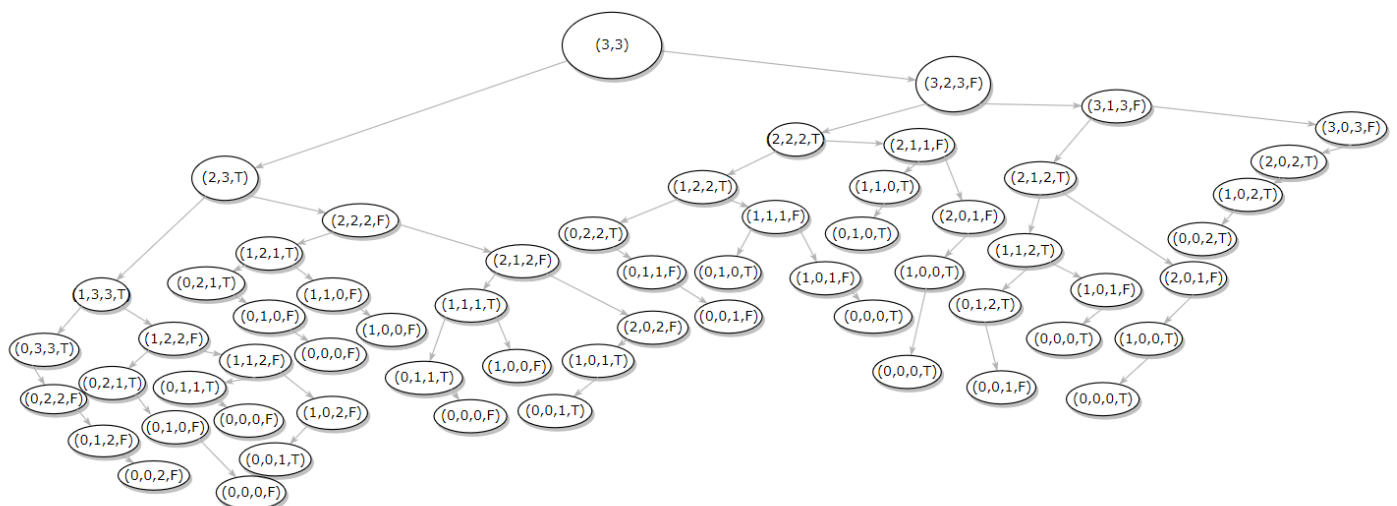 (3,3)
(3,2,3,F)
(3,1,3,F)
(3,0,3,F)
(2,2,2,T)
(2,1,1,F)
(2,0,2,T)
(2,3,T)
(2,1,2,T)
(1,2,2,T)
(1,1,0,T)
(1,0,2,T)
(2,2,2,F)
(1,1,1,F)
(2,0,1,F)
(0,2,2,T)
(0,1,0,T)
(0,0,2,T)
(1,2,1,T)
(1,1,2,T)
(2,1,2,F)
(0,2,1,T)
(0,1,1,F)
(0,1,0,T)
(1,0,1,F)
(1,0,0,T)
(2,0,1,F)
(1,3,3,T)
(1,1,0,F)
(1,0,1,F)
(1,1,1,T)
(0,1,2,T)
(0,1,0,F)
(0,0,1,F)
(0,0,0,T)
(1,0,0,F)
(2,0,2,F)
(1,2,2,F)
(0,0,0,T)
(1,0,0,T)
(0,3,3,T)
(0,0,0,F)
(1,1,2,F)
(1,0,0,F)
(1,0,1,T)
(0,0,0,T)
(0,2,1,T)
(0,1,1,T)
(0,1,1,T)
(0,0,1,F)
(0,2,2,F)
(0,0,0,T)
(0,0,0,F)
(1,0,2,F)
(0,0,0,F)
(0,0,1,T)
(0,1,0,F)
(0,1,2,F)
(0,0,1,T)
(0,0,2,F)
(0,0,0,F)